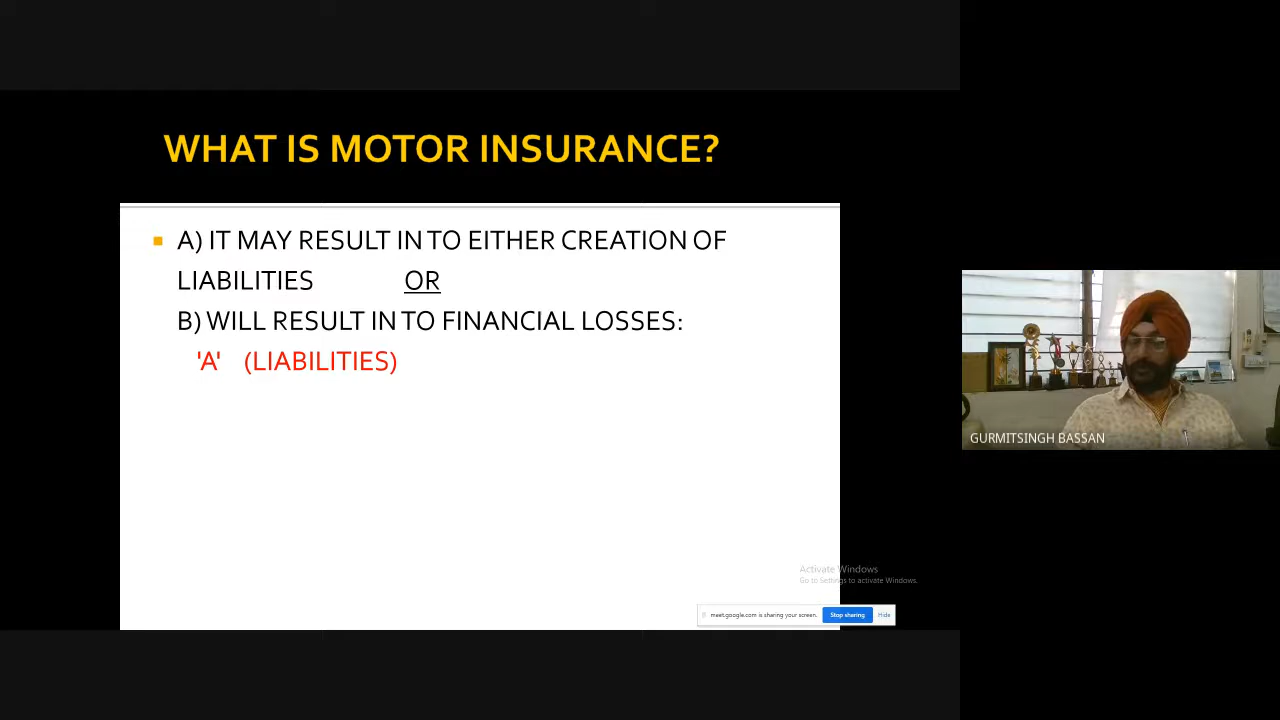 WHAT IS MOTOR INSURANCE?
A) IT MAY RESULT IN TO EITHER CREATION OF
LIABILITIES OR
B) WILL RESULT IN TO FINANCIAL LOSSES:
'A' (LIABILITIES)
GURMITSINGH BASSAN
Activate Windows
Go to Settings to activate Windows.
meet.google.com is sharing your screen. Stop sharing Hide